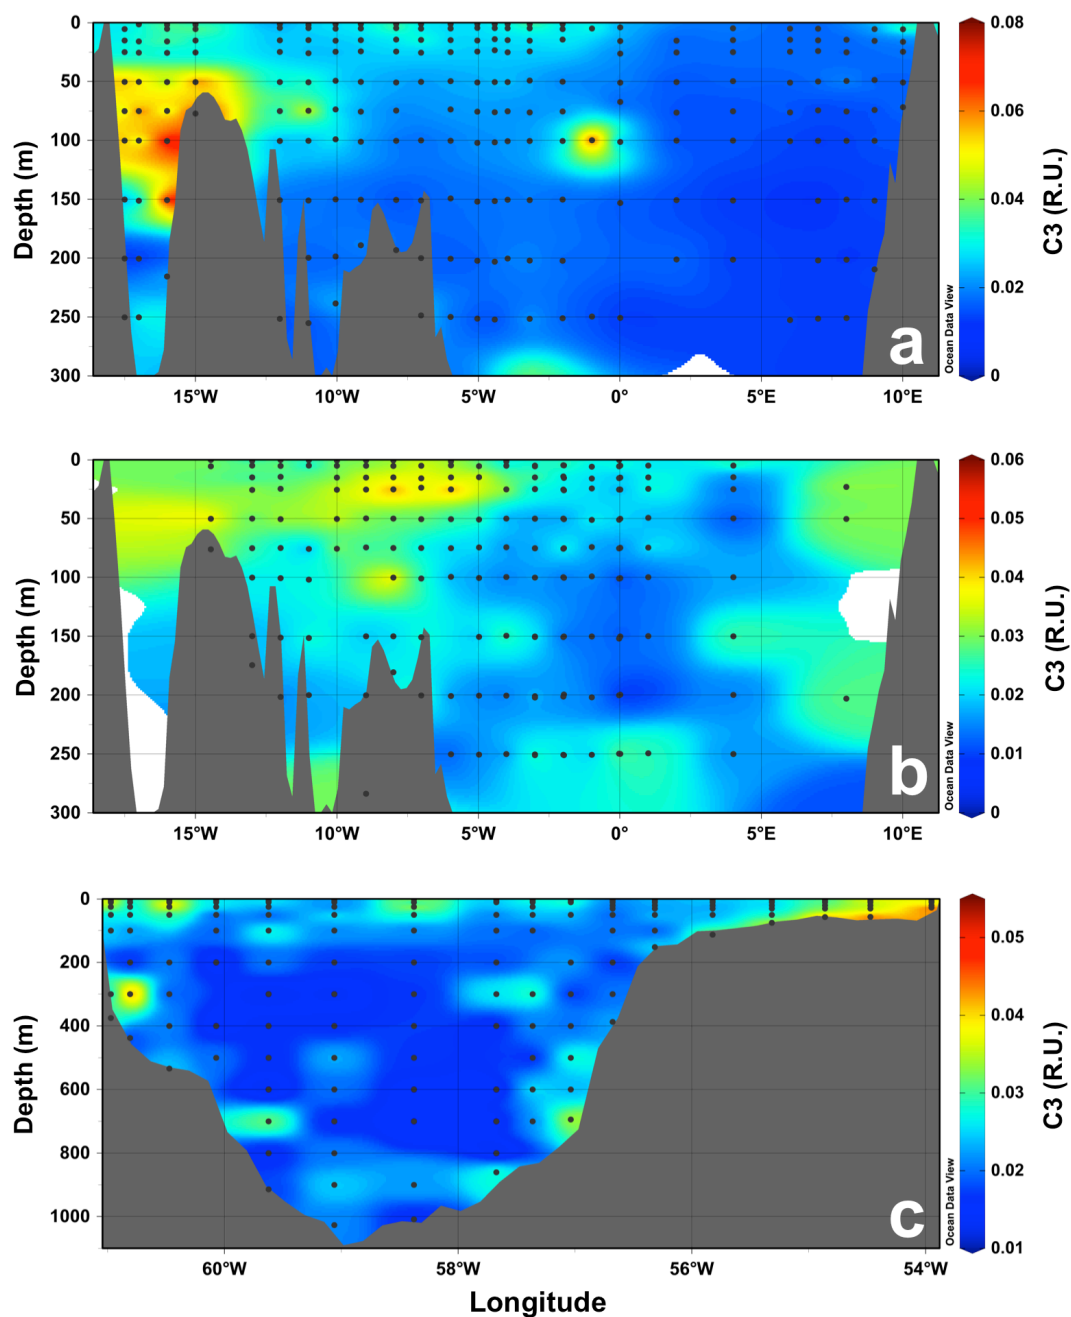 0
50
100
150
200
250
300
Depth (m)
15°W
10°W
5°W
0°
5°E
10°E
a
Ocean Data View
0.08
0.06
0.04
0.02
0
C3 (R.U.)
0
50
100
150
200
250
300
Depth (m)
15°W
10°W
5°W
0°
5°E
10°E
b
Ocean Data View
0.06
0.05
0.04
0.03
0.02
0.01
0
C3 (R.U.)
0
200
400
600
800
1000
Depth (m)
60°W
58°W
56°W
54°W
c
Ocean Data View
0.05
0.04
0.03
0.02
0.01
C3 (R.U.)
Longitude